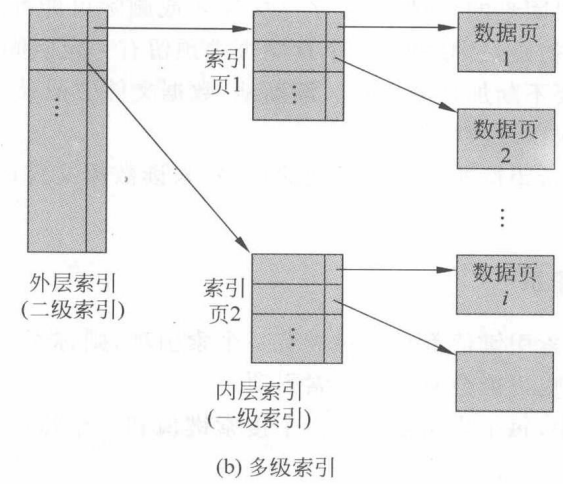 索引
页1
⋮
⋮
数据页
1
数据页
2
⋮
外层索引
(二级索引)
索引
页2
⋮
数据页
i
内层索引
(一级索引)
(b) 多级索引